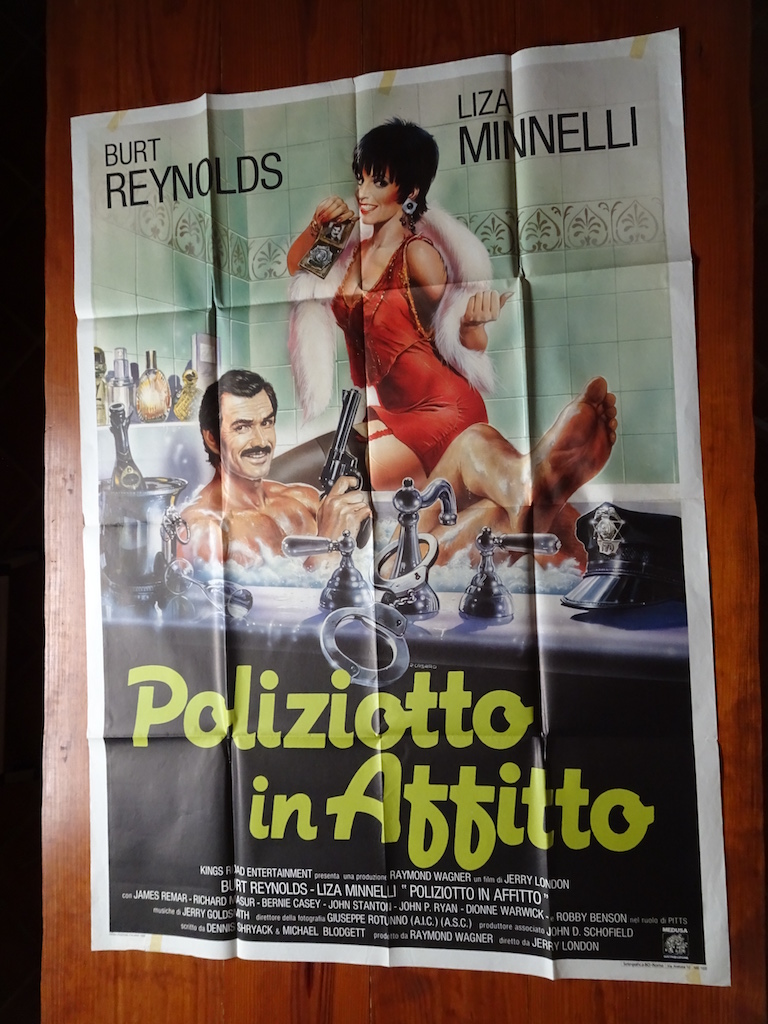 BURT
REYNOLDS
LIZA
MINNELLI
Poliziotto
in Affitto
KINGS ROAD ENTERTAINMENT presenta una produzione RAYMOND WAGNER un film di JERRY LONDON
BURT REYNOLDS - LIZA MINNELLI "POLIZIOTTO IN AFFITTO"
con JAMES REMAR - RICHARD MASUR - BERNIE CASEY - JOHN STANTON - JOHN P. RYAN - DIONNE WARWICK - e ROBBY BENSON nel ruolo di PITTS
musiche di JERRY GOLDSMITH direttore della fotografia GIUSEPPE ROTUNNO (A.I.C.) (A.S.C.) produttore associato JOHN D. SCHOFIELD
scritto da DENNIS SHRYACK & MICHAEL BLODGETT prodotto da RAYMOND WAGNER diretto da JERRY LONDON
MEDUSA